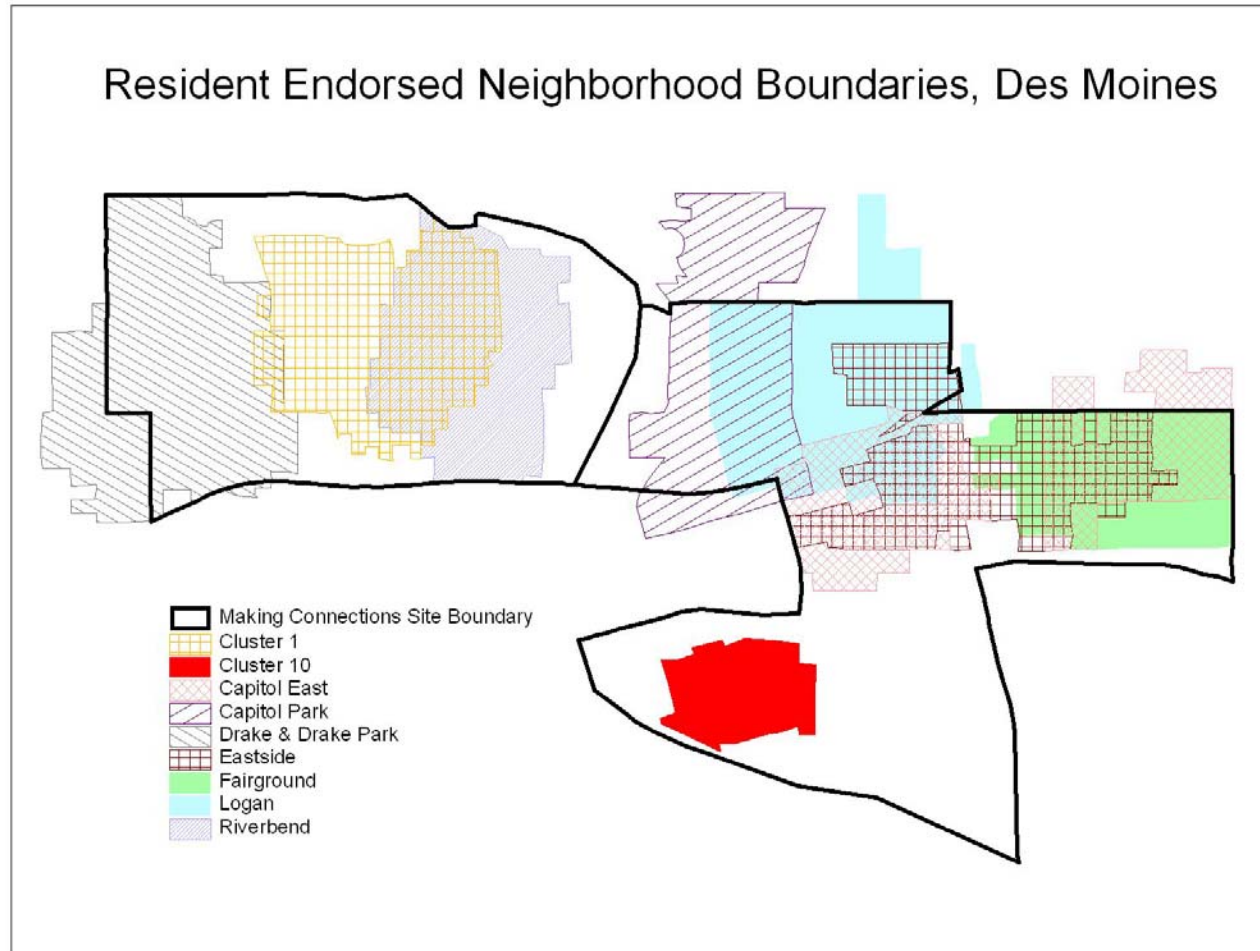 Resident Endorsed Neighborhood Boundaries, Des Moines
Making Connections Site Boundary
Cluster 1
Cluster 10
Capitol East
Capitol Park
Drake & Drake Park
Eastside
Fairground
Logan
Riverbend